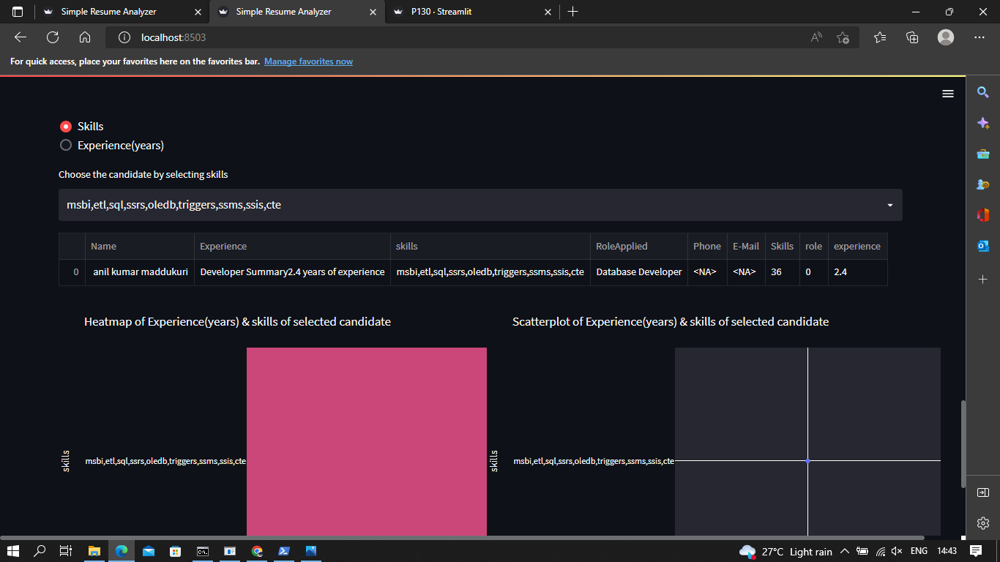 Simple Resume Analyzer
Simple Resume Analyzer
P130 · Streamlit
localhost:8503
For quick access, place your favorites here on the favorites bar. Manage favorites now
Skills
Experience(years)
Choose the candidate by selecting skills
msbi,etl,sql,ssrs,oledb,triggers,ssms,ssis,cte
Name Experience skills RoleApplied Phone E-Mail Skills role experience
0 anil kumar maddukuri Developer Summary2.4 years of experience msbi,etl,sql,ssrs,oledb,triggers,ssms,ssis,cte Database Developer <NA> <NA> 36 0 2.4
Heatmap of Experience(years) & skills of selected candidate
Scatterplot of Experience(years) & skills of selected candidate
skills
msbi,etl,sql,ssrs,oledb,triggers,ssms,ssis,cte
skills
msbi,etl,sql,ssrs,oledb,triggers,ssms,ssis,cte
27°C Light rain ENG 14:43